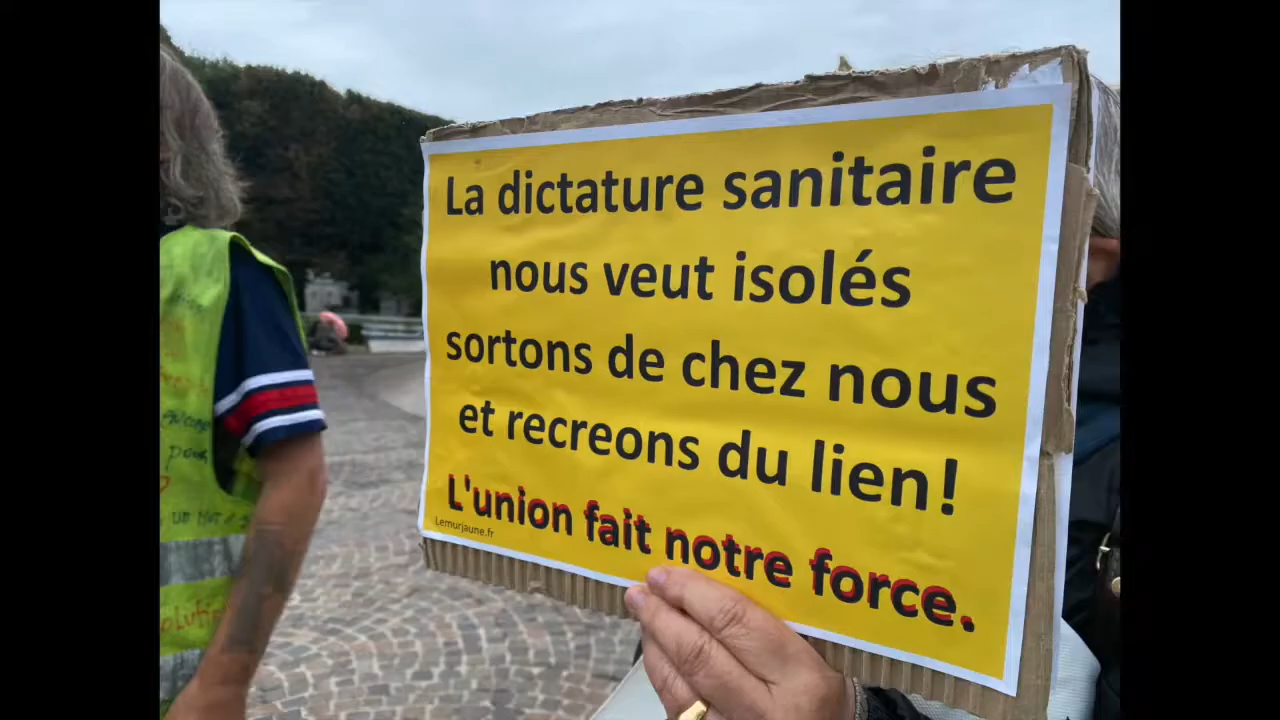 La dictature sanitaire
nous veut isolés
sortons de chez nous
et recreons du lien!
L'union fait notre force.
Lemurjaune.fr
pour